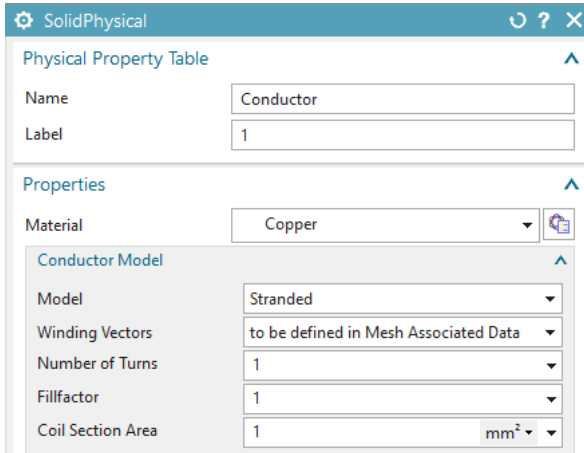 SolidPhysical ?
Physical Property Table
Name Conductor
Label 1
Properties
Material Copper
Conductor Model
Model Stranded
Winding Vectors to be defined in Mesh Associated Data
Number of Turns 1
Fillfactor 1
Coil Section Area 1 mm²